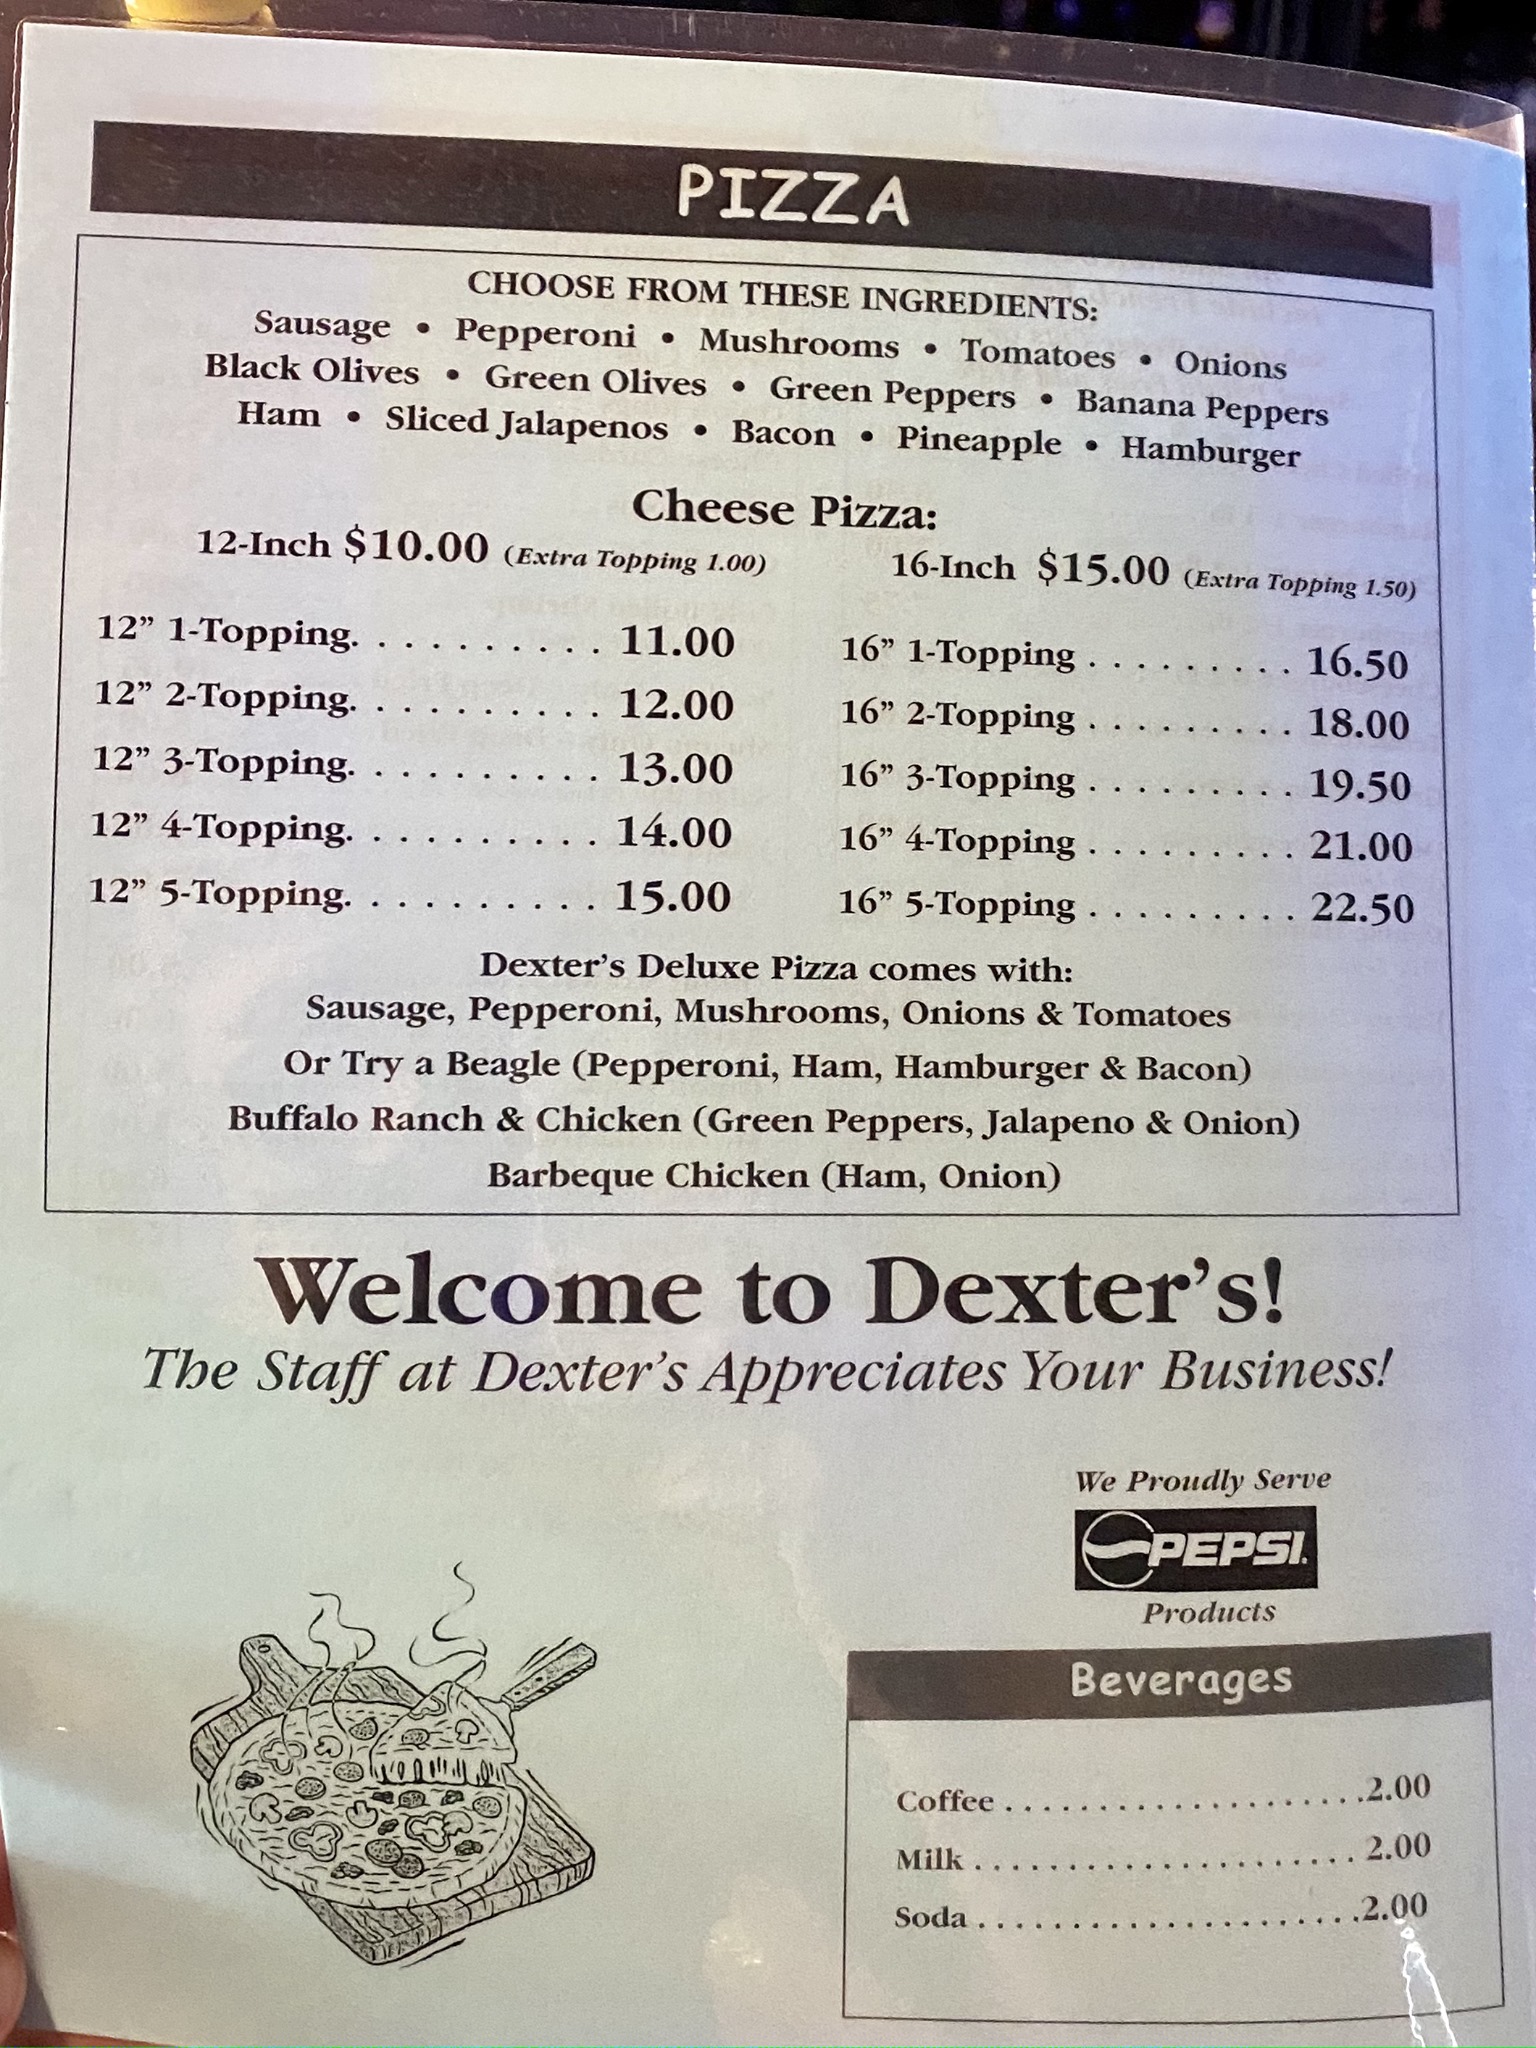 PIZZA
CHOOSE FROM THESE INGREDIENTS:
Sausage • Pepperoni • Mushrooms • Tomatoes • Onions
Black Olives • Green Olives • Green Peppers • Banana Peppers
Ham • Sliced Jalapenos • Bacon • Pineapple • Hamburger
Cheese Pizza:
12-Inch $10.00 (Extra Topping 1.00) 16-Inch $15.00 (Extra Topping 1.50)
12” 1-Topping. . . . . . . . . . 11.00 16” 1-Topping . . . . . . . . . 16.50
12” 2-Topping. . . . . . . . . . 12.00 16” 2-Topping . . . . . . . . . 18.00
12” 3-Topping. . . . . . . . . . 13.00 16” 3-Topping . . . . . . . . . 19.50
12” 4-Topping. . . . . . . . . . 14.00 16” 4-Topping . . . . . . . . . 21.00
12” 5-Topping. . . . . . . . . . 15.00 16” 5-Topping . . . . . . . . . 22.50
Dexter’s Deluxe Pizza comes with:
Sausage, Pepperoni, Mushrooms, Onions & Tomatoes
Or Try a Beagle (Pepperoni, Ham, Hamburger & Bacon)
Buffalo Ranch & Chicken (Green Peppers, Jalapeno & Onion)
Barbeque Chicken (Ham, Onion)
Welcome to Dexter’s!
The Staff at Dexter’s Appreciates Your Business!
We Proudly Serve
PEPSI.
Products
Beverages
Coffee . . . . . . . . . . . . . . . . . . . . 2.00
Milk . . . . . . . . . . . . . . . . . . . . . . 2.00
Soda . . . . . . . . . . . . . . . . . . . . . 2.00